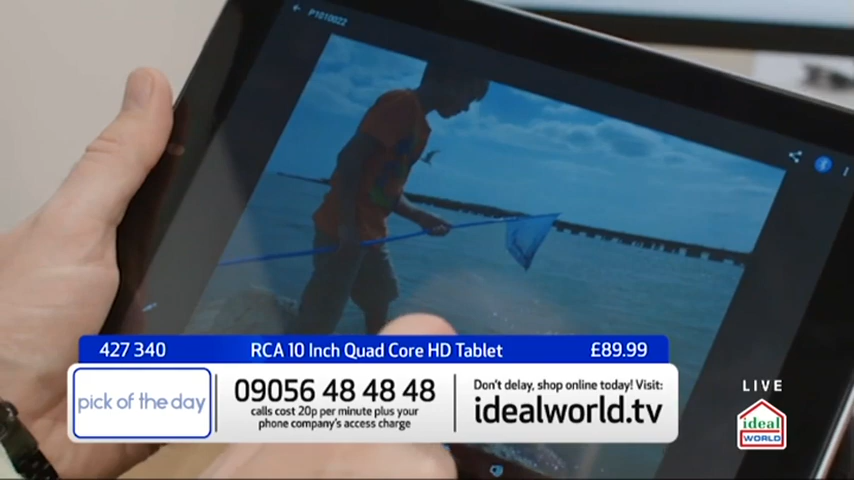 P1010022
427 340
RCA 10 Inch Quad Core HD Tablet
£89.99
pick of the day
09056 48 48 48
calls cost 20p per minute plus your
phone company's access charge
Don't delay, shop online today! Visit:
idealworld.tv
LIVE
ideal
WORLD